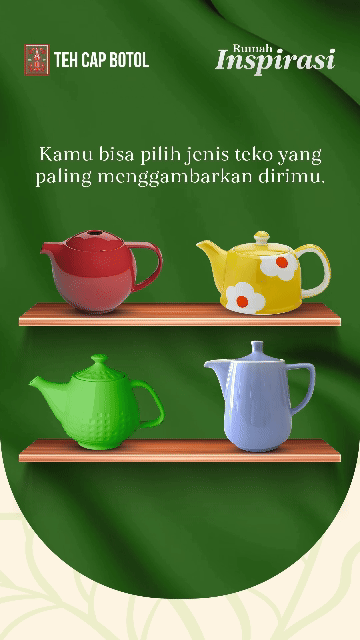 TEH CAP BOTOL
Rumah
Inspirasi
Kamu bisa pilih jenis teko yang
paling menggambarkan dirimu.